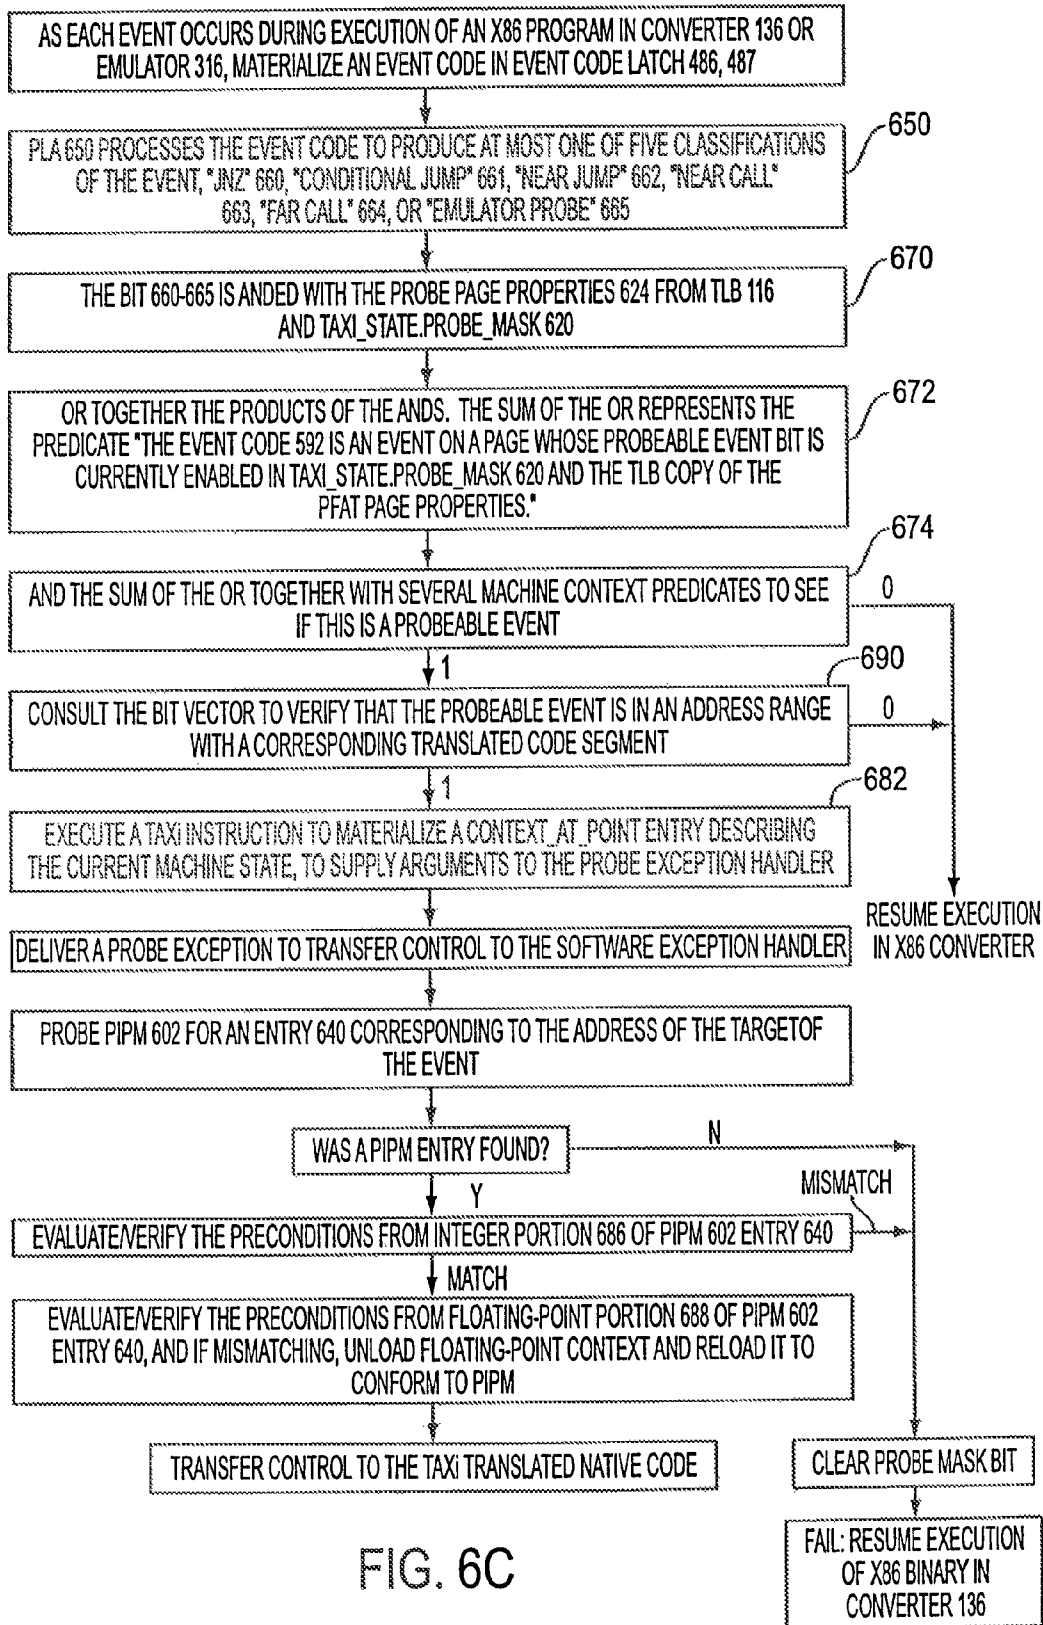 AS EACH EVENT OCCURS DURING EXECUTION OF AN X86 PROGRAM IN CONVERTER 136 OR
EMULATOR 316, MATERIALIZE AN EVENT CODE IN EVENT CODE LATCH 486, 487
650
PLA 650 PROCESSES THE EVENT CODE TO PRODUCE AT MOST ONE OF FIVE CLASSIFICATIONS
OF THE EVENT, "JNZ" 660, "CONDITIONAL JUMP" 661, "NEAR JUMP" 662, "NEAR CALL"
663, "FAR CALL" 664, OR "EMULATOR PROBE" 665
670
THE BIT 660-665 IS ANDED WITH THE PROBE PAGE PROPERTIES 624 FROM TLB 116
AND TAXI_STATE.PROBE_MASK 620
672
OR TOGETHER THE PRODUCTS OF THE ANDS. THE SUM OF THE OR REPRESENTS THE
PREDICATE "THE EVENT CODE 592 IS AN EVENT ON A PAGE WHOSE PROBEABLE EVENT BIT IS
CURRENTLY ENABLED IN TAXI_STATE.PROBE_MASK 620 AND THE TLB COPY OF THE
PFAT PAGE PROPERTIES."
674
AND THE SUM OF THE OR TOGETHER WITH SEVERAL MACHINE CONTEXT PREDICATES TO SEE
IF THIS IS A PROBEABLE EVENT
0
1
690
CONSULT THE BIT VECTOR TO VERIFY THAT THE PROBEABLE EVENT IS IN AN ADDRESS RANGE
WITH A CORRESPONDING TRANSLATED CODE SEGMENT
0
1
682
EXECUTE A TAXi INSTRUCTION TO MATERIALIZE A CONTEXT_AT_POINT ENTRY DESCRIBING
THE CURRENT MACHINE STATE, TO SUPPLY ARGUMENTS TO THE PROBE EXCEPTION HANDLER
RESUME EXECUTION
IN X86 CONVERTER
DELIVER A PROBE EXCEPTION TO TRANSFER CONTROL TO THE SOFTWARE EXCEPTION HANDLER
PROBE PIPM 602 FOR AN ENTRY 640 CORRESPONDING TO THE ADDRESS OF THE TARGETOF
THE EVENT
WAS A PIPM ENTRY FOUND?
N
Y
MISMATCH
EVALUATE/VERIFY THE PRECONDITIONS FROM INTEGER PORTION 686 OF PIPM 602 ENTRY 640
MATCH
EVALUATE/VERIFY THE PRECONDITIONS FROM FLOATING-POINT PORTION 688 OF PIPM 602
ENTRY 640, AND IF MISMATCHING, UNLOAD FLOATING-POINT CONTEXT AND RELOAD IT TO
CONFORM TO PIPM
TRANSFER CONTROL TO THE TAXi TRANSLATED NATIVE CODE
CLEAR PROBE MASK BIT
FAIL: RESUME EXECUTION
OF X86 BINARY IN
CONVERTER 136
FIG. 6C